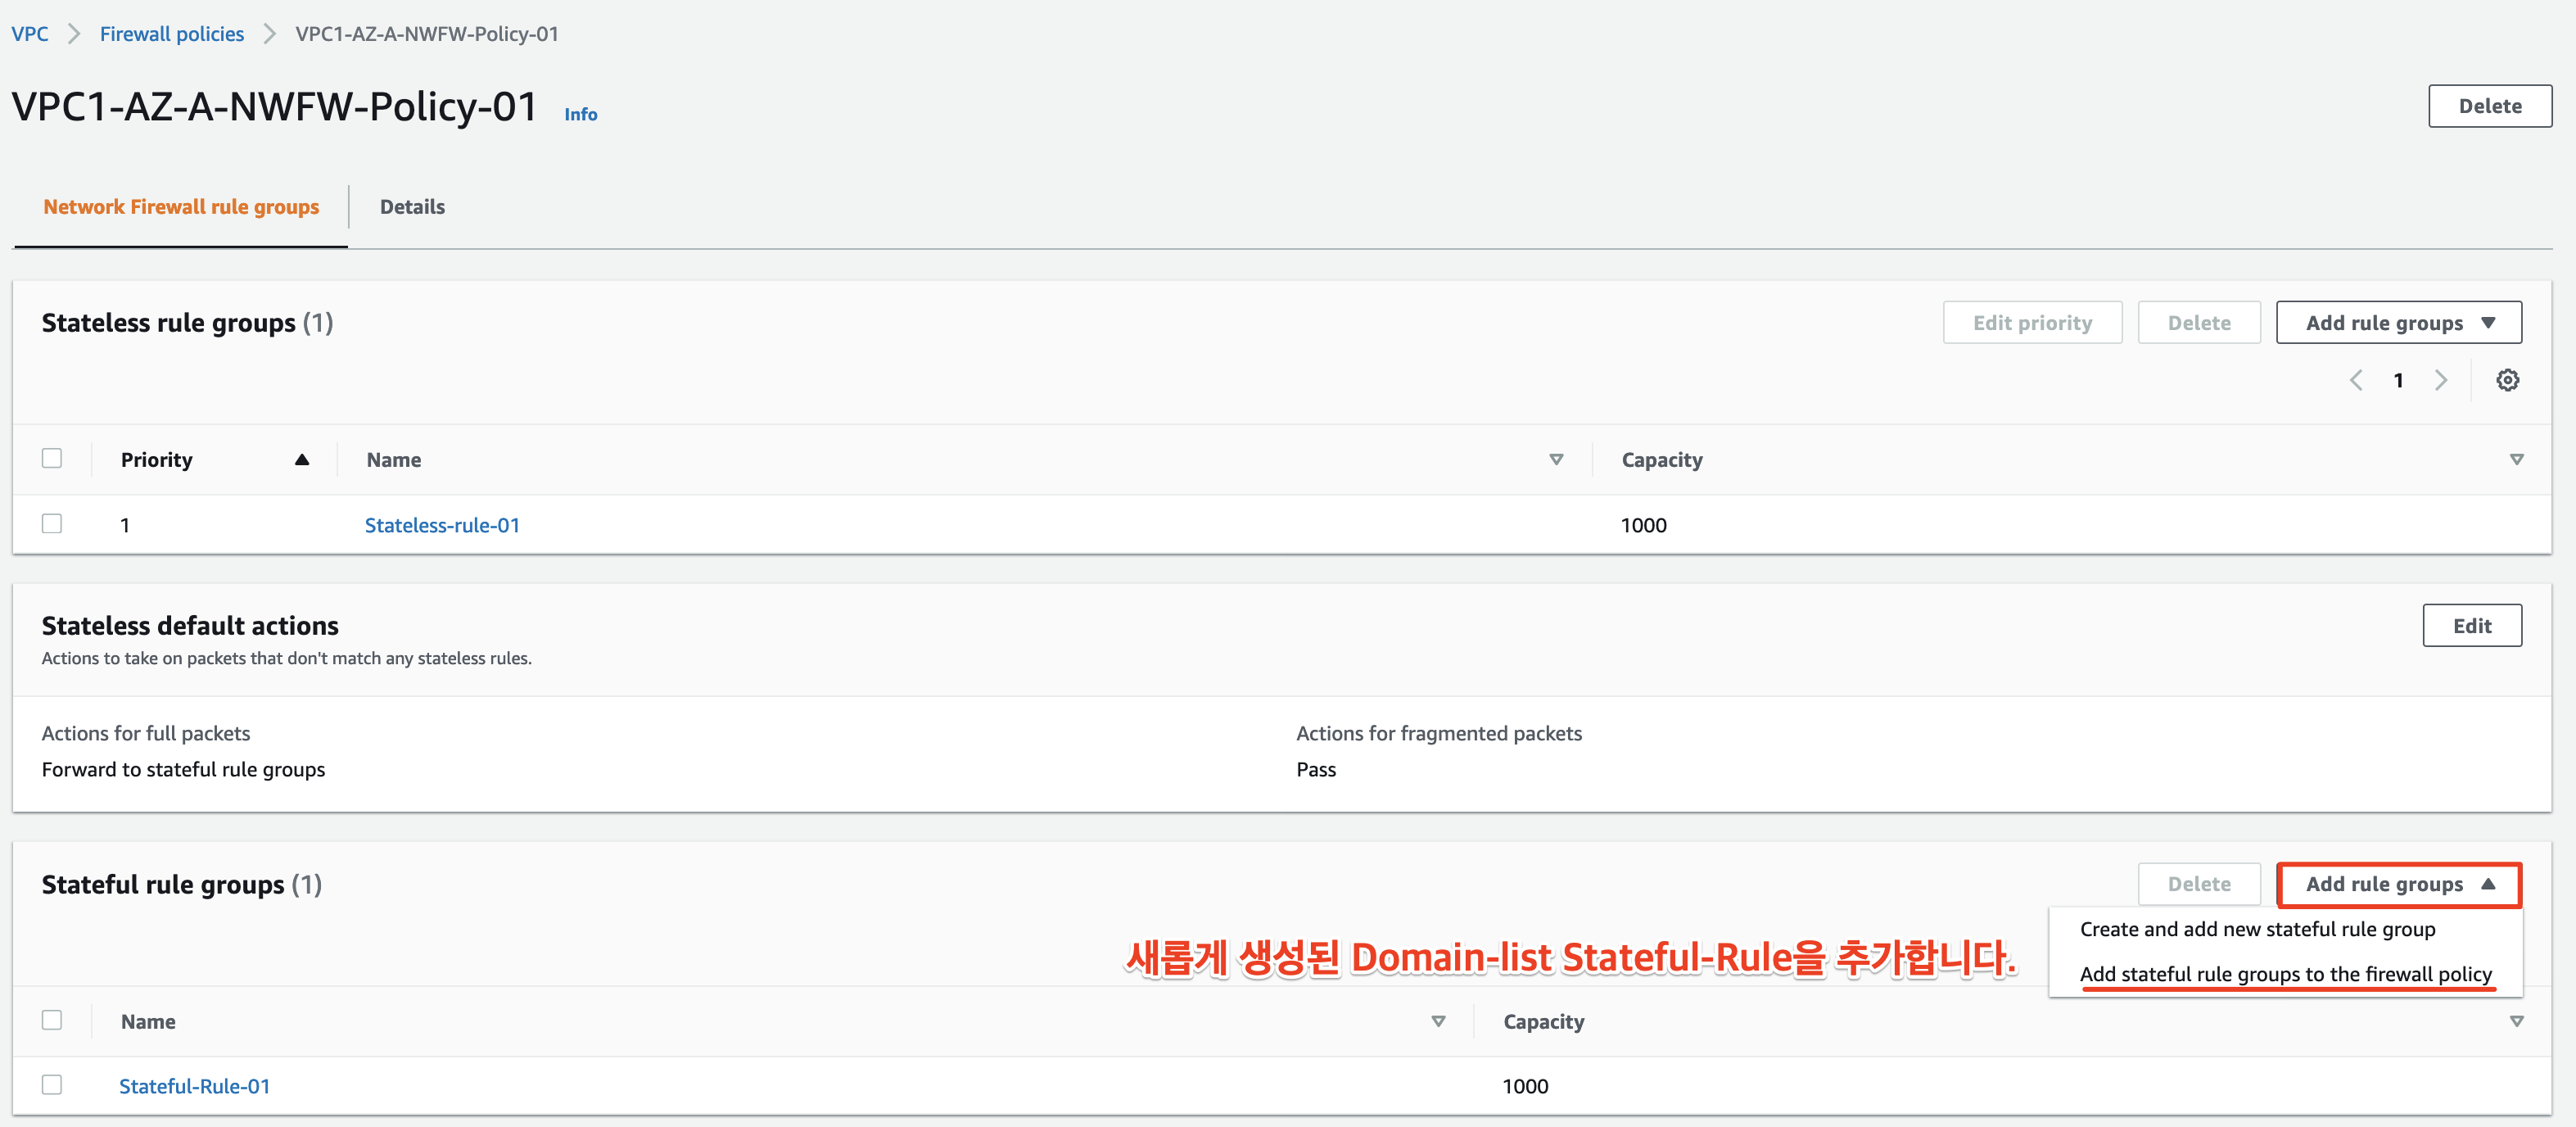 VPC > Firewall policies > VPC1-AZ-A-NWFW-Policy-01
VPC1-AZ-A-NWFW-Policy-01 Info
Delete
Network Firewall rule groups Details
Stateless rule groups (1)
Edit priority Delete Add rule groups
1
Priority Name Capacity
1 Stateless-rule-01 1000
Stateless default actions
Edit
Actions to take on packets that don't match any stateless rules.
Actions for full packets Actions for fragmented packets
Forward to stateful rule groups Pass
Stateful rule groups (1)
Delete Add rule groups
Create and add new stateful rule group
새롭게 생성된 Domain-list Stateful-Rule을 추가합니다.
Add stateful rule groups to the firewall policy
Name Capacity
Stateful-Rule-01 1000